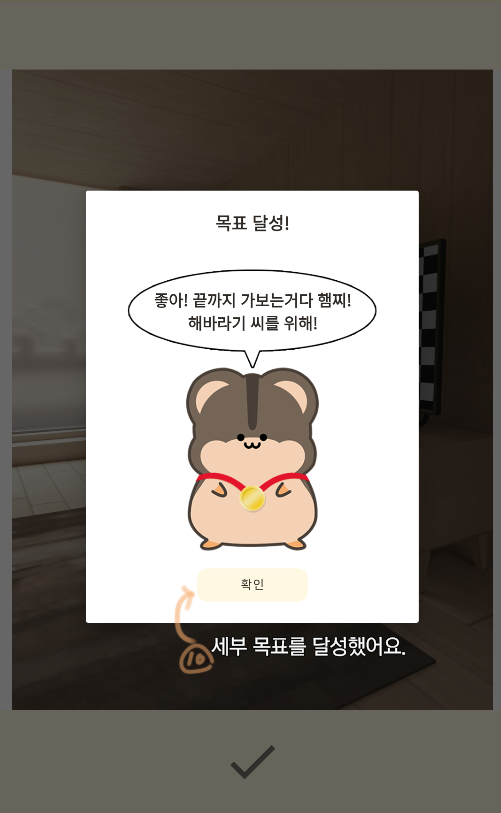 목표 달성!
좋아! 끝까지 가보는거다 햄찌!
해바라기 씨를 위해!
확인
10 세부 목표를 달성했어요.